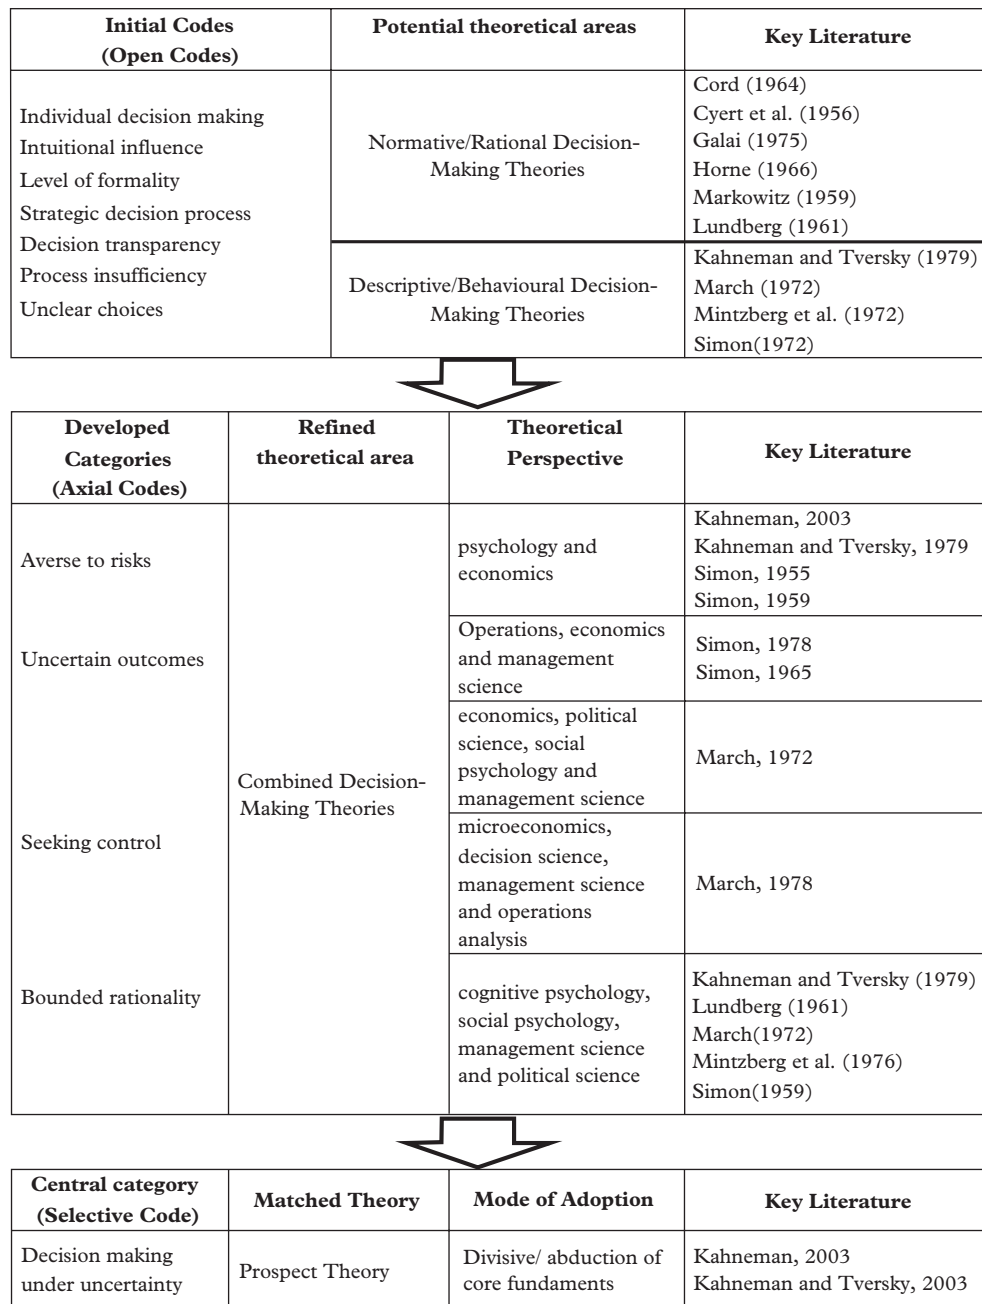 Initial Codes
(Open Codes)
Potential theoretical areas
Key Literature
Individual decision making
Intuitional influence
Level of formality
Strategic decision process
Decision transparency
Process insufficiency
Unclear choices
Normative/Rational Decision-
Making Theories
Cord (1964)
Cyert et al. (1956)
Galai (1975)
Horne (1966)
Markowitz (1959)
Lundberg (1961)
Descriptive/Behavioural Decision-
Making Theories
Kahneman and Tversky (1979)
March (1972)
Mintzberg et al. (1972)
Simon(1972)
Developed
Categories
(Axial Codes)
Refined
theoretical area
Theoretical
Perspective
Key Literature
Averse to risks
Uncertain outcomes
Seeking control
Bounded rationality
Combined Decision-
Making Theories
psychology and
economics
Kahneman, 2003
Kahneman and Tversky, 1979
Simon, 1955
Simon, 1959
Operations, economics
and management
science
Simon, 1978
Simon, 1965
economics, political
science, social
psychology and
management science
March, 1972
microeconomics,
decision science,
management science
and operations
analysis
March, 1978
cognitive psychology,
social psychology,
management science
and political science
Kahneman and Tversky (1979)
Lundberg (1961)
March(1972)
Mintzberg et al. (1976)
Simon(1959)
Central category
(Selective Code)
Matched Theory
Mode of Adoption
Key Literature
Decision making
under uncertainty
Prospect Theory
Divisive/ abduction of
core fundaments
Kahneman, 2003
Kahneman and Tversky, 2003